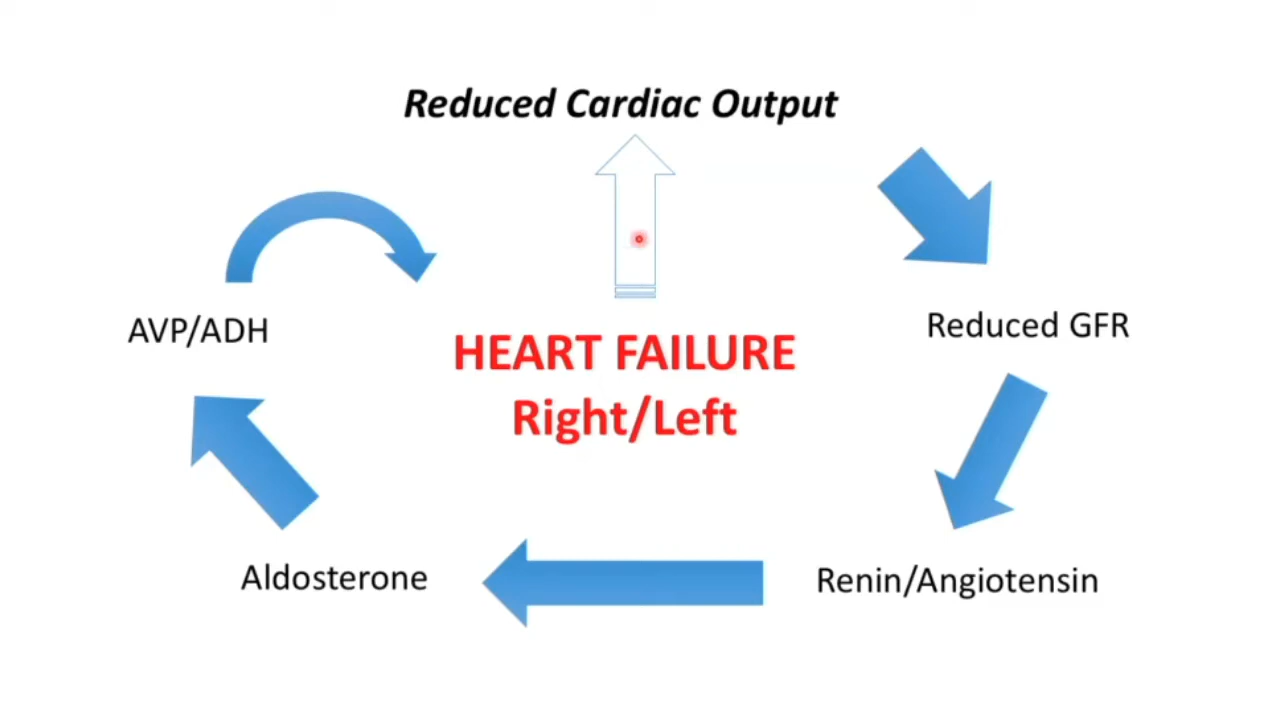 Reduced Cardiac Output
AVP/ADH
Reduced GFR
HEART FAILURE
Right/Left
Aldosterone
Renin/Angiotensin